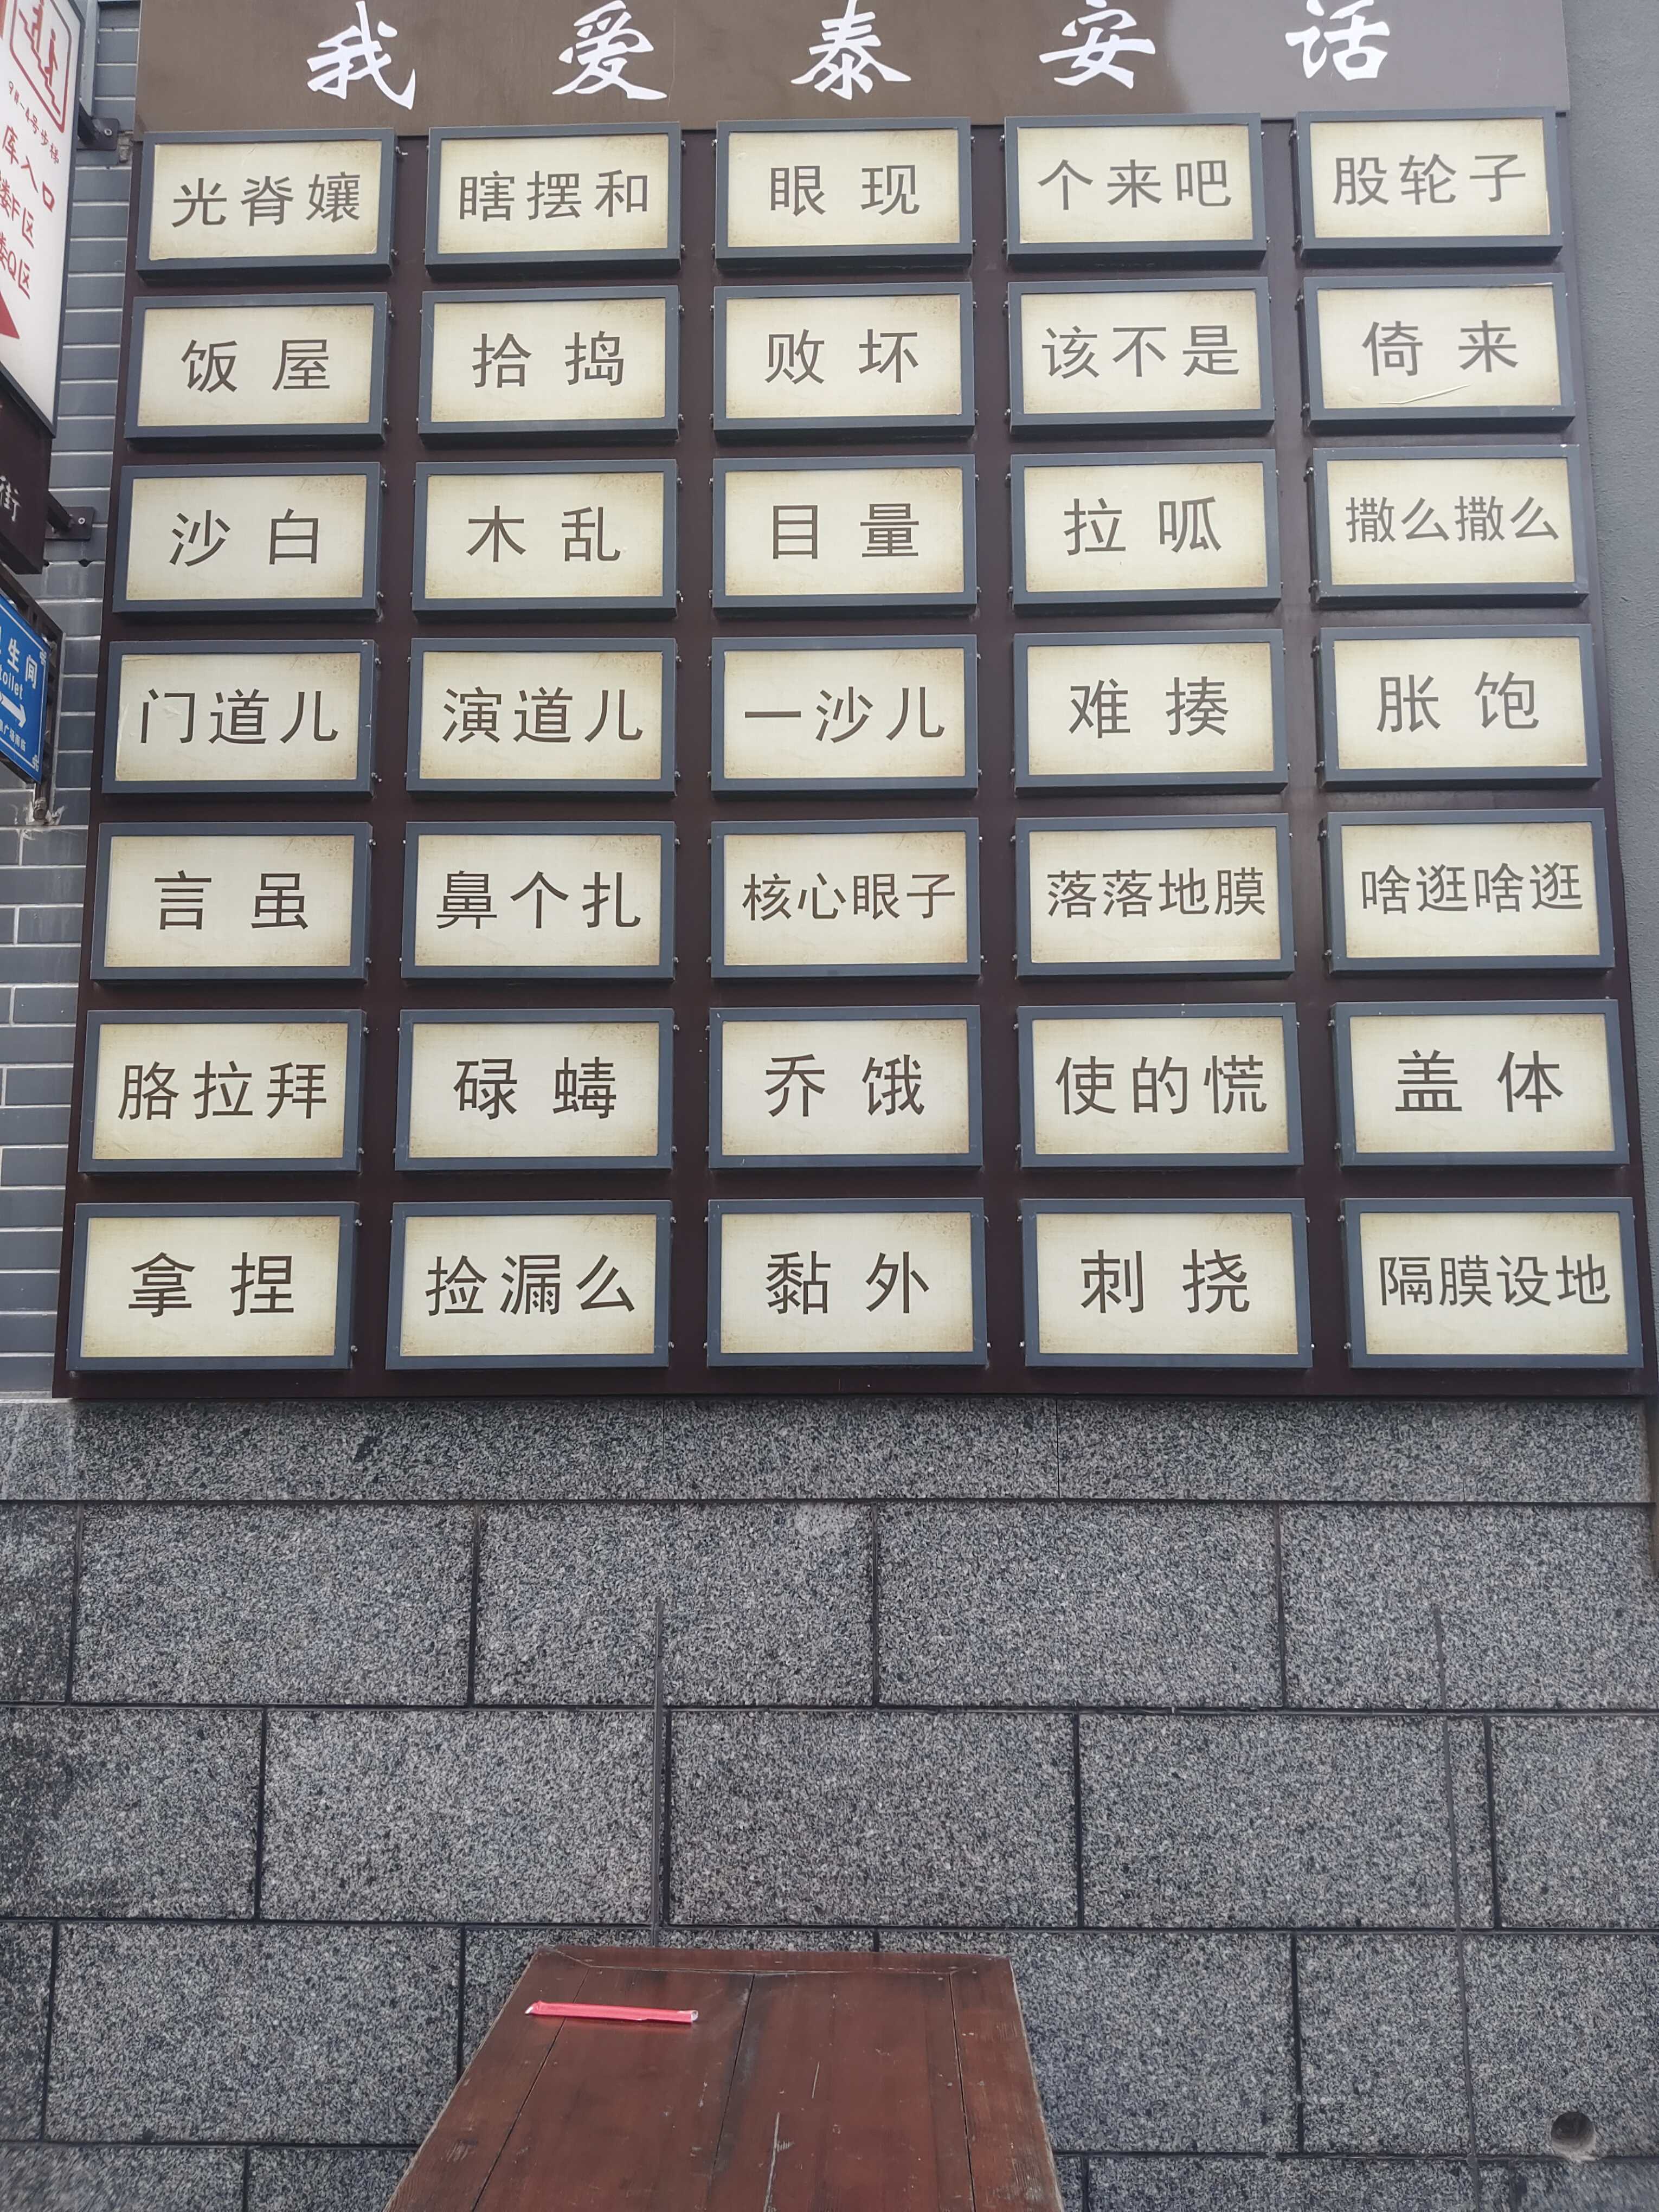 我爱泰安话
光脊孃 瞎摆和 眼现 个来吧 股轮子
饭屋 拾捣 败坏 该不是 倚来
沙白 木乱 目量 拉呱 撒么撒么
门道儿 演道儿 一沙儿 难揍 胀饱
言虽 鼻个扎 核心眼子 落落地膜 啥逛啥逛
胳拉拜 碌蟗 乔饿 使的慌 盖体
拿捏 捡漏么 黏外 刺挠 隔膜设地
库入口
楼F区
楼Q区
街
生间
toilet